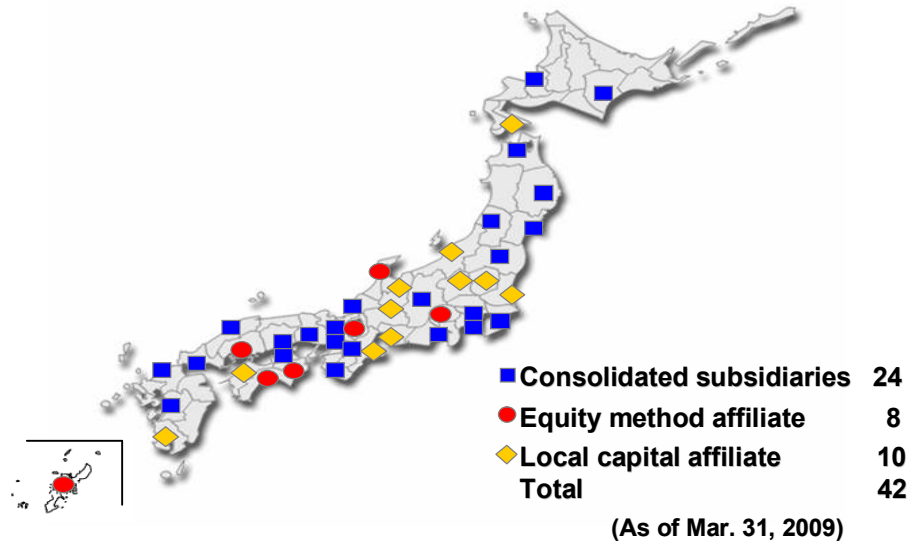 Consolidated subsidiaries 24
Equity method affiliate 8
Local capital affiliate 10
Total 42
(As of Mar. 31, 2009)